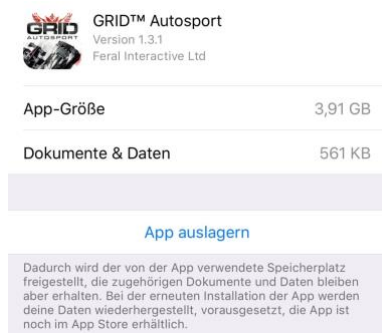 GRID
AUTOSPORT
GRID™ Autosport
Version 1.3.1
Feral Interactive Ltd
App-Größe 3,91 GB
Dokumente & Daten 561 KB
App auslagern
Dadurch wird der von der App verwendete Speicherplatz
freigestellt, die zugehörigen Dokumente und Daten bleiben
aber erhalten. Bei der erneuten Installation der App werden
deine Daten wiederhergestellt, vorausgesetzt, die App ist
noch im App Store erhältlich.